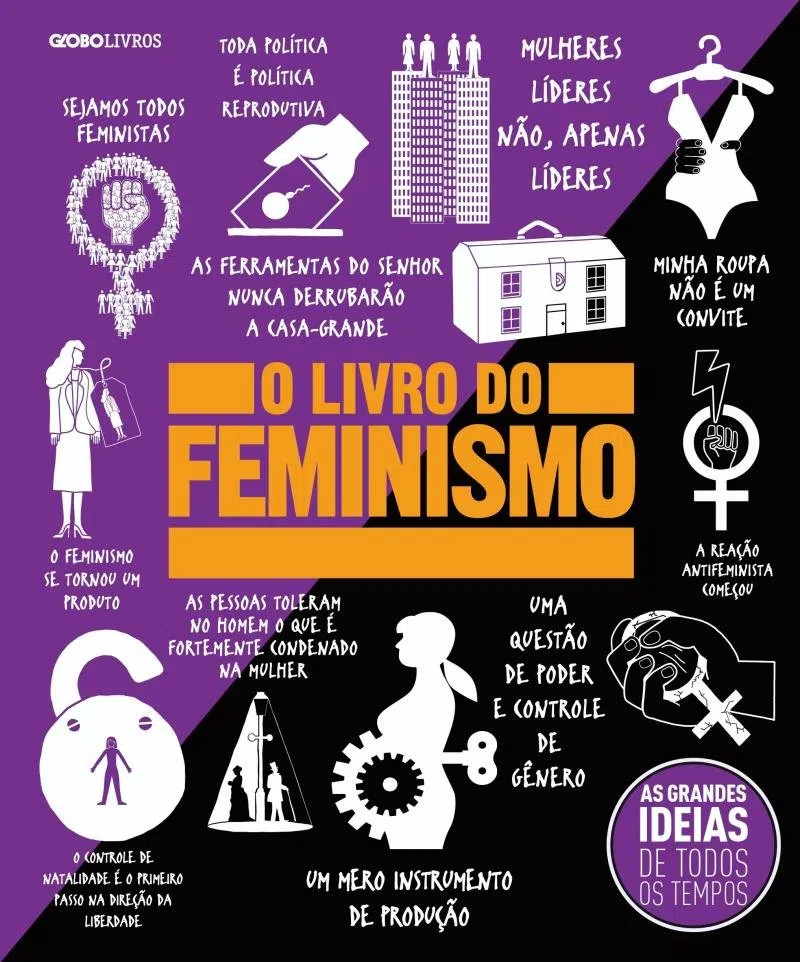 GLOBOLIVROS
TODA POLÍTICA
É POLÍTICA
REPRODUTIVA
MULHERES
LÍDERES
NÃO, APENAS
LÍDERES
SEJAMOS TODOS
FEMINISTAS
AS FERRAMENTAS DO SENHOR
NUNCA DERRUBARÃO
A CASA-GRANDE
MINHA ROUPA
NÃO É UM
CONVITE
O LIVRO DO
FEMINISMO
O FEMINISMO
SE TORNOU UM
PRODUTO
A REAÇÃO
ANTIFEMINISTA
COMEÇOU
AS PESSOAS TOLERAM
NO HOMEM O QUE É
FORTEMENTE CONDENADO
NA MULHER
UMA
QUESTÃO
DE PODER
E CONTROLE
DE
GÊNERO
O CONTROLE DE
NATALIDADE É O PRIMEIRO
PASSO NA DIREÇÃO DA
LIBERDADE
UM MERO INSTRUMENTO
DE PRODUÇÃO
AS GRANDES
IDEIAS
DE TODOS
OS TEMPOS